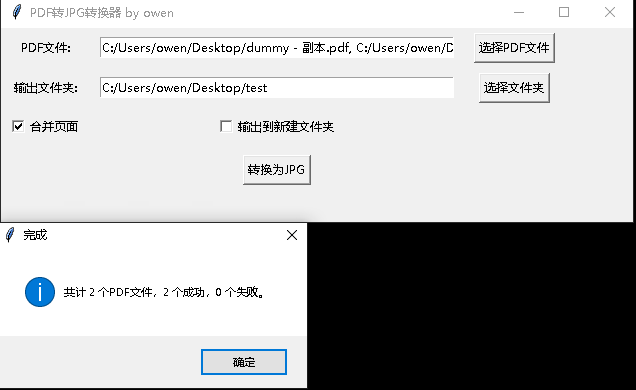 PDF转JPG转换器 by owen
PDF文件: C:/Users/owen/Desktop/dummy - 副本.pdf, C:/Users/owen/D 选择PDF文件
输出文件夹: C:/Users/owen/Desktop/test 选择文件夹
合并页面 输出到新建文件夹
转换为JPG
完成
共计 2 个PDF文件，2 个成功，0 个失败。
确定